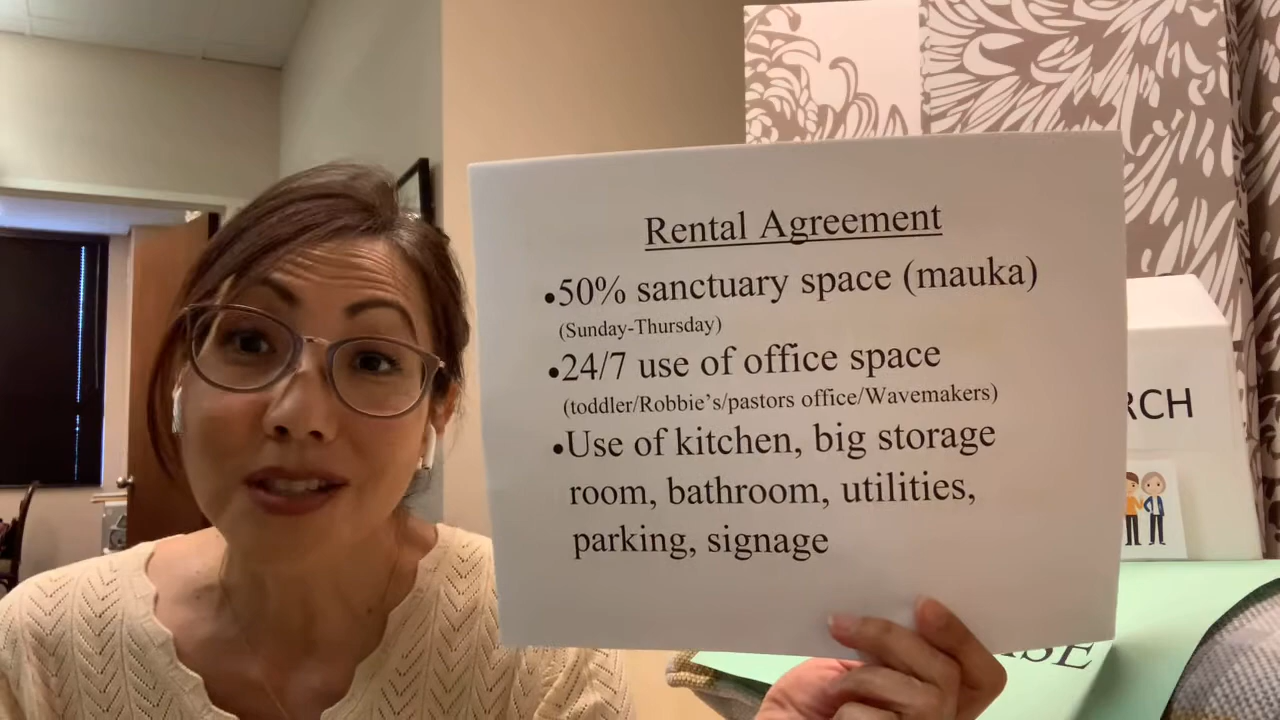 Rental Agreement
•50% sanctuary space (mauka)
(Sunday-Thursday)
•24/7 use of office space
(toddler/Robbie's/pastors office/Wavemakers)
•Use of kitchen, big storage
room, bathroom, utilities,
parking, signage
RCH